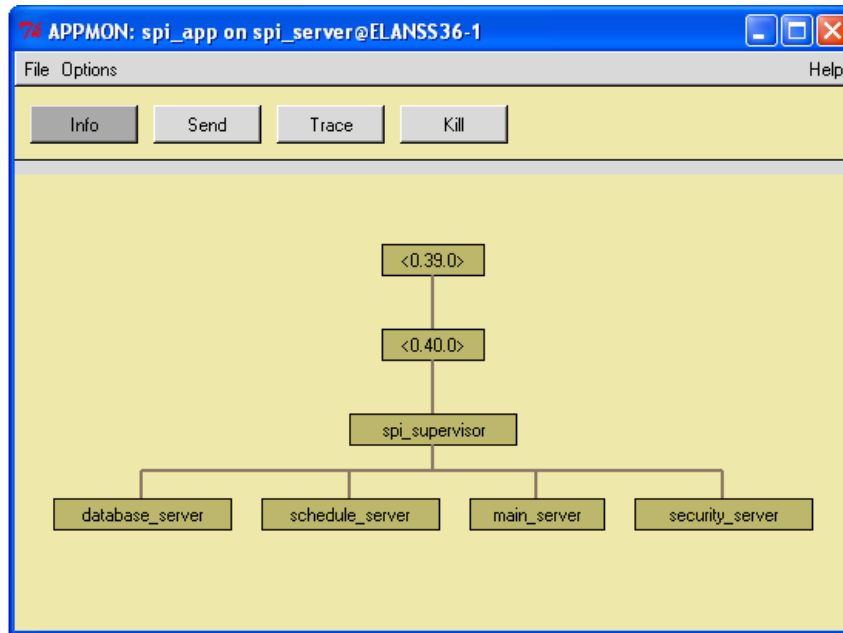 APPMON: spi_app on spi_server@ELANSS36-1
File Options Help
Info Send Trace Kill
<0.39.0>
<0.40.0>
spi_supervisor
database_server schedule_server main_server security_server